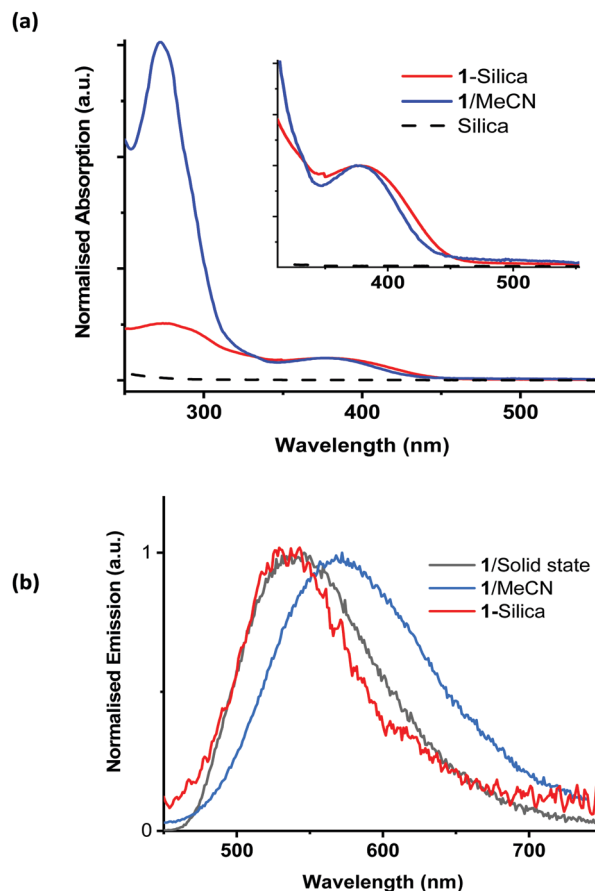 (a)
Normalised Absorption (a.u.)
1-Silica
1/MeCN
Silica
400
500
300
400
500
Wavelength (nm)
(b)
Normalised Emission (a.u.)
1
0
1/Solid state
1/MeCN
1-Silica
500
600
700
Wavelength (nm)